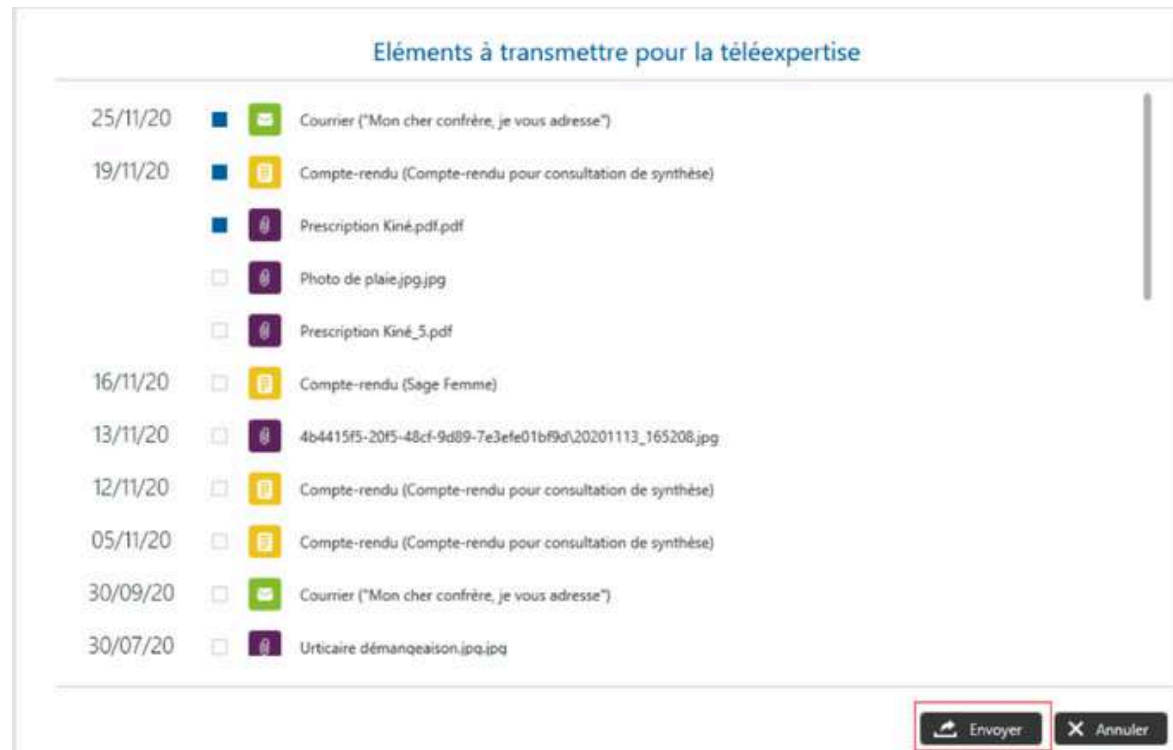 Eléments à transmettre pour la téléexpertise
25/11/20 Courrier ("Mon cher confrère, je vous adresse")
19/11/20 Compte-rendu (Compte-rendu pour consultation de synthèse)
Prescription Kiné.pdf.pdf
Photo de plaie.jpg.jpg
Prescription Kiné_5.pdf
16/11/20 Compte-rendu (Sage Femme)
13/11/20 4b4415f5-20f5-48cf-9d89-7e3efe01bf9d\20201113_165208.jpg
12/11/20 Compte-rendu (Compte-rendu pour consultation de synthèse)
05/11/20 Compte-rendu (Compte-rendu pour consultation de synthèse)
30/09/20 Courrier ("Mon cher confrère, je vous adresse")
30/07/20 Urticaire démangeaison.jpg.jpg
Envoyer Annuler